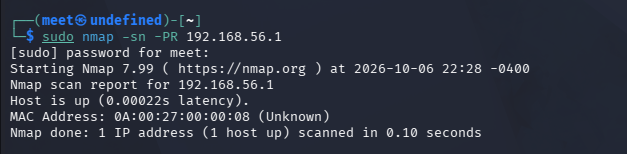 ┌──(meet㉿undefined)-[~]
└─$ sudo nmap -sn -PR 192.168.56.1
[sudo] password for meet:
Starting Nmap 7.99 ( https://nmap.org ) at 2026-10-06 22:28 -0400
Nmap scan report for 192.168.56.1
Host is up (0.00022s latency).
MAC Address: 0A:00:27:00:00:08 (Unknown)
Nmap done: 1 IP address (1 host up) scanned in 0.10 seconds